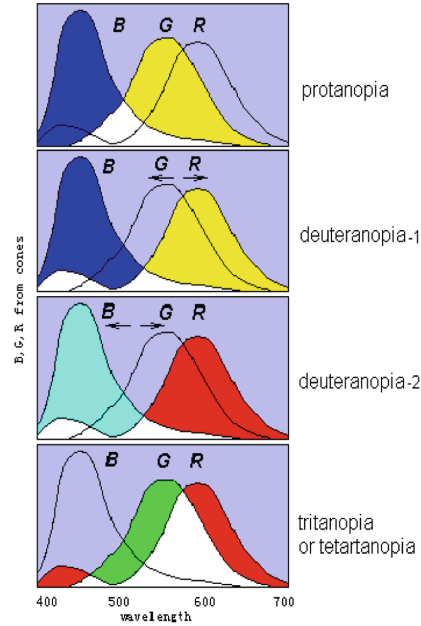 B G R
protanopia
B G R
deuteranopia-1
B G R
deuteranopia-2
B G R
tritanopia
or tetartanopia
B, G, R from cones
400 500 600 700
wavelength